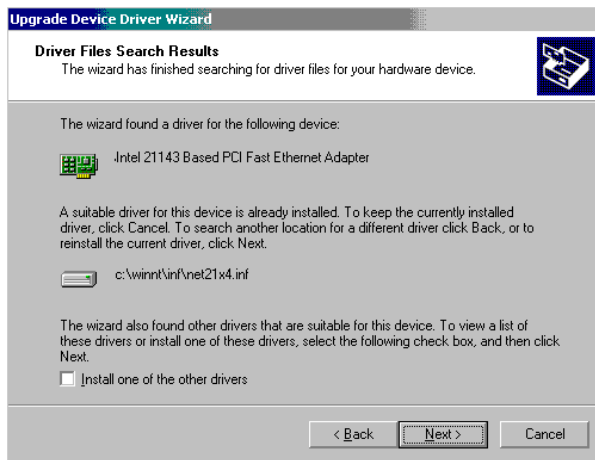 Upgrade Device Driver Wizard
Driver Files Search Results
The wizard has finished searching for driver files for your hardware device.
The wizard found a driver for the following device:
Intel 21143 Based PCI Fast Ethernet Adapter
A suitable driver for this device is already installed. To keep the currently installed
driver, click Cancel. To search another location for a different driver click Back, or to
reinstall the current driver, click Next.
c:\winnt\inf\net21x4.inf
The wizard also found other drivers that are suitable for this device. To view a list of
these drivers or install one of these drivers, select the following check box, and then click
Next.
Install one of the other drivers
< Back
Next >
Cancel